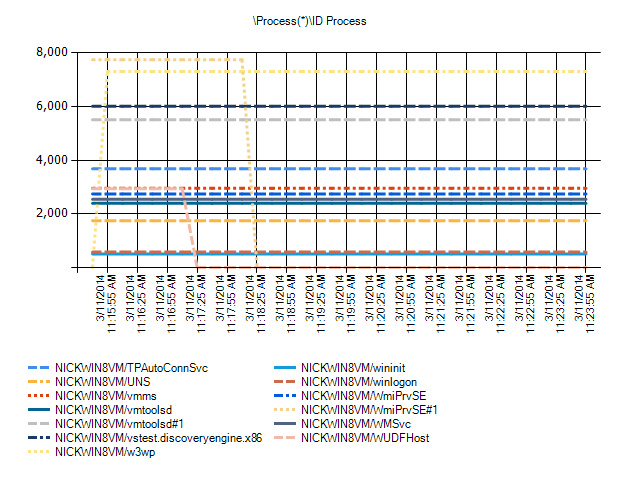 \Process(*)\ID Process
8,000
6,000
4,000
2,000
3/11/2014 11:15:55 AM
3/11/2014 11:16:25 AM
3/11/2014 11:16:55 AM
3/11/2014 11:17:25 AM
3/11/2014 11:17:55 AM
3/11/2014 11:18:25 AM
3/11/2014 11:18:55 AM
3/11/2014 11:19:25 AM
3/11/2014 11:19:55 AM
3/11/2014 11:20:25 AM
3/11/2014 11:20:55 AM
3/11/2014 11:21:25 AM
3/11/2014 11:21:55 AM
3/11/2014 11:22:25 AM
3/11/2014 11:22:55 AM
3/11/2014 11:23:25 AM
3/11/2014 11:23:55 AM
NICKWIN8VM/TPAutoConnSvc
NICKWIN8VM/UNS
NICKWIN8VM/vmms
NICKWIN8VM/vmtoolsd
NICKWIN8VM/vmtoolsd#1
NICKWIN8VM/vstest.discoveryengine.x86
NICKWIN8VM/w3wp
NICKWIN8VM/wininit
NICKWIN8VM/winlogon
NICKWIN8VM/WmiPrvSE
NICKWIN8VM/WmiPrvSE#1
NICKWIN8VM/WMSvc
NICKWIN8VM/WUDFHost